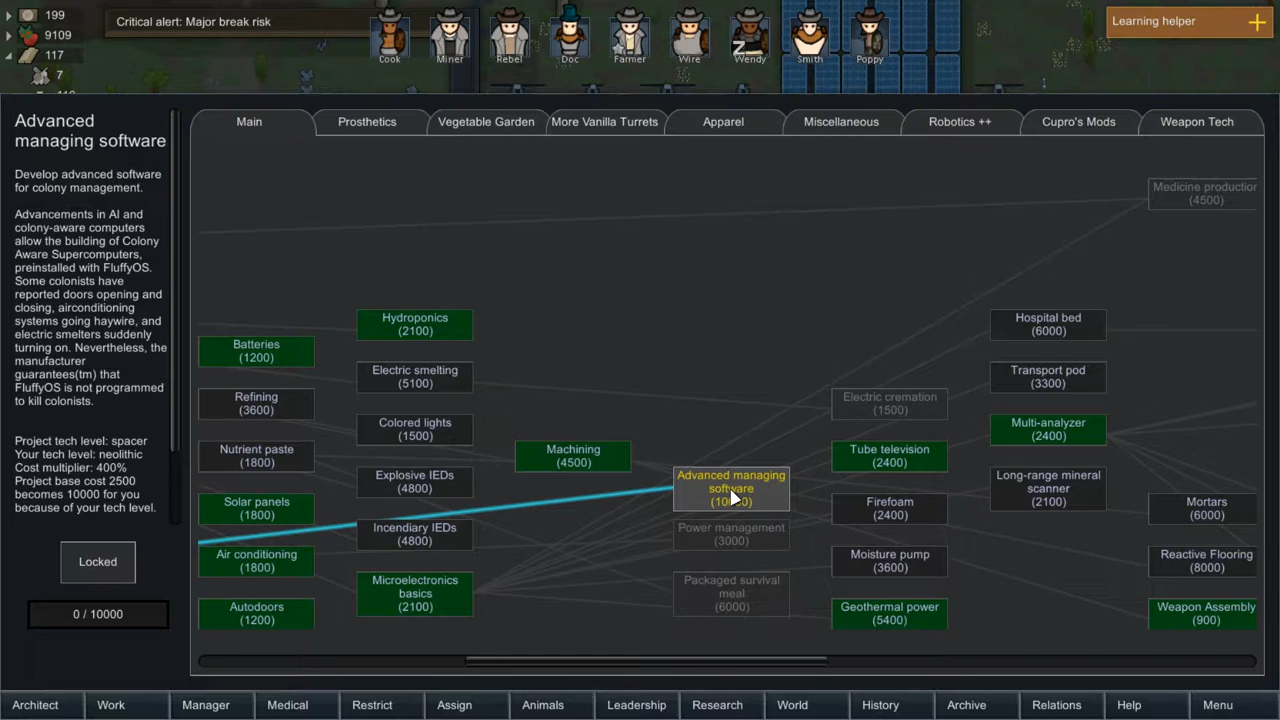 199
9109
117
7
Critical alert: Major break risk
Cook
Miner
Rebel
Doc
Farmer
Wire
Wendy
Smith
Poppy
Learning helper
Advanced
managing software
Develop advanced software
for colony management.
Advancements in AI and
colony-aware computers
allow the building of Colony
Aware Supercomputers,
preinstalled with FluffyOS.
Some colonists have
reported doors opening and
closing, airconditioning
systems going haywire, and
electric smelters suddenly
turning on. Nevertheless, the
manufacturer
guarantees(tm) that
FluffyOS is not programmed
to kill colonists.
Project tech level: spacer
Your tech level: neolithic
Cost multiplier: 400%
Project base cost 2500
becomes 10000 for you
because of your tech level.
Locked
0 / 10000
Main
Prosthetics
Vegetable Garden
More Vanilla Turrets
Apparel
Miscellaneous
Robotics ++
Cupro's Mods
Weapon Tech
Batteries
(1200)
Refining
(3600)
Nutrient paste
(1800)
Solar panels
(1800)
Air conditioning
(1800)
Autodoors
(1200)
Hydroponics
(2100)
Electric smelting
(5100)
Colored lights
(1500)
Explosive IEDs
(4800)
Incendiary IEDs
(4800)
Microelectronics
basics
(2100)
Machining
(4500)
Advanced managing
software
Power management
(3000)
Packaged survival
meal
(6000)
Electric cremation
(1500)
Tube television
(2400)
Firefoam
(2400)
Moisture pump
(3600)
Geothermal power
(5400)
Hospital bed
(6000)
Transport pod
(3300)
Multi-analyzer
(2400)
Long-range mineral
scanner
(2100)
Medicine production
(4500)
Mortars
(6000)
Reactive Flooring
(8000)
Weapon Assembly
(900)
Architect
Work
Manager
Medical
Restrict
Assign
Animals
Leadership
Research
World
History
Archive
Relations
Help
Menu